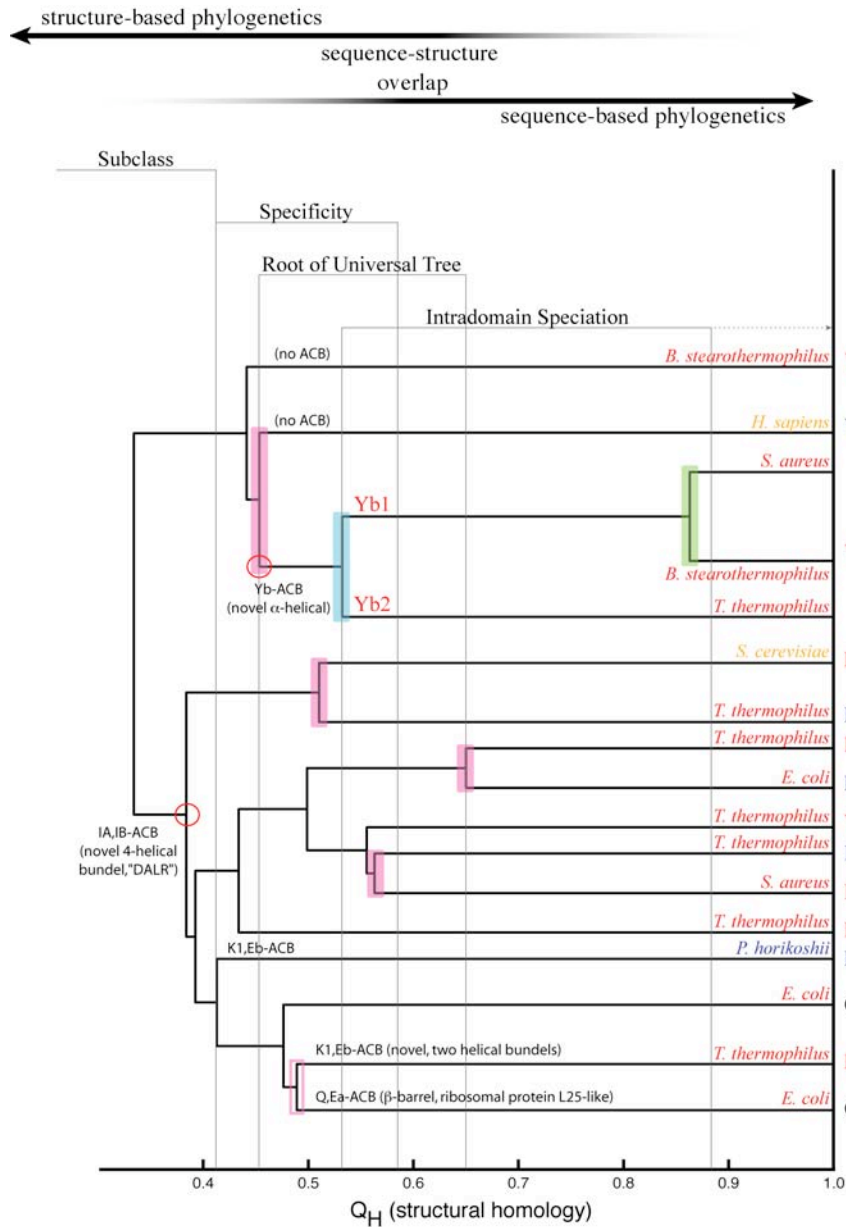 structure-based phylogenetics
sequence-structure
overlap
sequence-based phylogenetics
Subclass
Specificity
Root of Universal Tree
Intradomain Speciation
(no ACB)
B. stearothermophilus
(no ACB)
H. sapiens
S. aureus
Yb1
B. stearothermophilus
Yb-ACB
(novel α-helical)
Yb2
T. thermophilus
S. cerevisiae
T. thermophilus
T. thermophilus
E. coli
T. thermophilus
IA,IB-ACB
(novel 4-helical
bundel,"DALR")
T. thermophilus
S. aureus
T. thermophilus
K1,Eb-ACB
P. horikoshii
E. coli
K1,Eb-ACB (novel, two helical bundels)
T. thermophilus
Q,Ea-ACB (β-barrel, ribosomal protein L25-like)
E. coli
0.4 0.5 0.6 0.7 0.8 0.9 1.0
QH (structural homology)